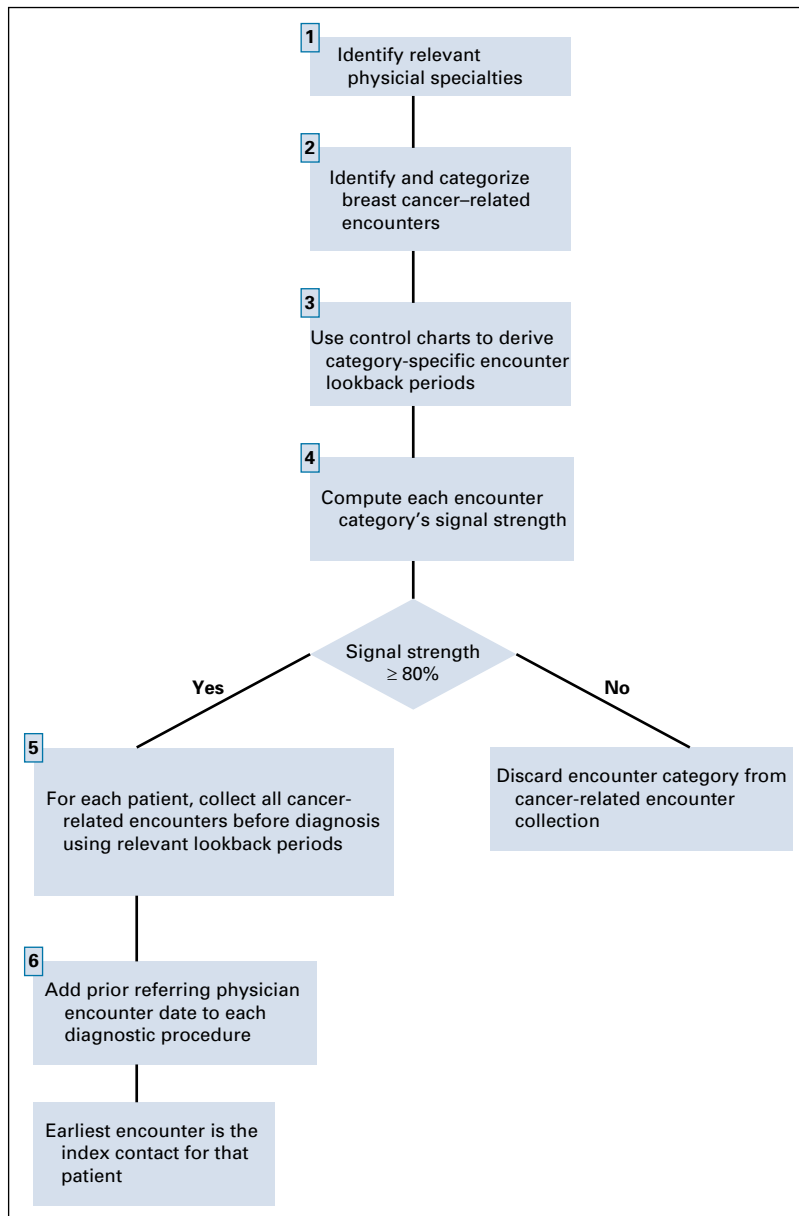 1
Identify relevant
physicial specialties
2
Identify and categorize
breast cancer–related
encounters
3
Use control charts to derive
category-specific encounter
lookback periods
4
Compute each encounter
category's signal strength
Signal strength
≥ 80%
Yes
No
5
For each patient, collect all cancer-
related encounters before diagnosis
using relevant lookback periods
Discard encounter category from
cancer-related encounter
collection
6
Add prior referring physician
encounter date to each
diagnostic procedure
Earliest encounter is the
index contact for that
patient